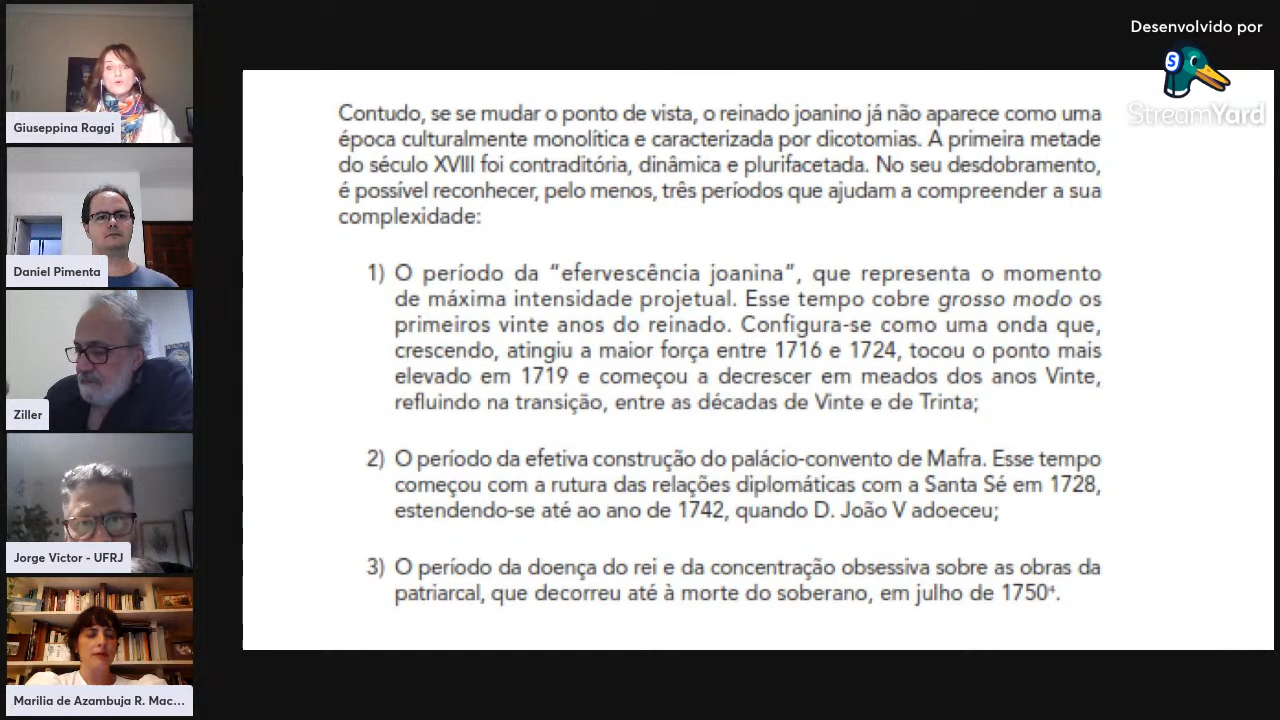 Giuseppina Raggi
Daniel Pimenta
Ziller
Jorge Victor - UFRJ
Marilia de Azambuja R. Mac...
Desenvolvido por
S
StreamYard
Contudo, se se mudar o ponto de vista, o reinado joanino já não aparece como uma
época culturalmente monolítica e caracterizada por dicotomias. A primeira metade
do século XVIII foi contraditória, dinâmica e plurifacetada. No seu desdobramento,
é possível reconhecer, pelo menos, três períodos que ajudam a compreender a sua
complexidade:
1) O período da “efervescência joanina”, que representa o momento
de máxima intensidade projetual. Esse tempo cobre grosso modo os
primeiros vinte anos do reinado. Configura-se como uma onda que,
crescendo, atingiu a maior força entre 1716 e 1724, tocou o ponto mais
elevado em 1719 e começou a decrescer em meados dos anos Vinte,
refluindo na transição, entre as décadas de Vinte e de Trinta;
2) O período da efetiva construção do palácio-convento de Mafra. Esse tempo
começou com a rutura das relações diplomáticas com a Santa Sé em 1728,
estendendo-se até ao ano de 1742, quando D. João V adoeceu;
3) O período da doença do rei e da concentração obsessiva sobre as obras da
patriarcal, que decorreu até à morte do soberano, em julho de 1750⁴.